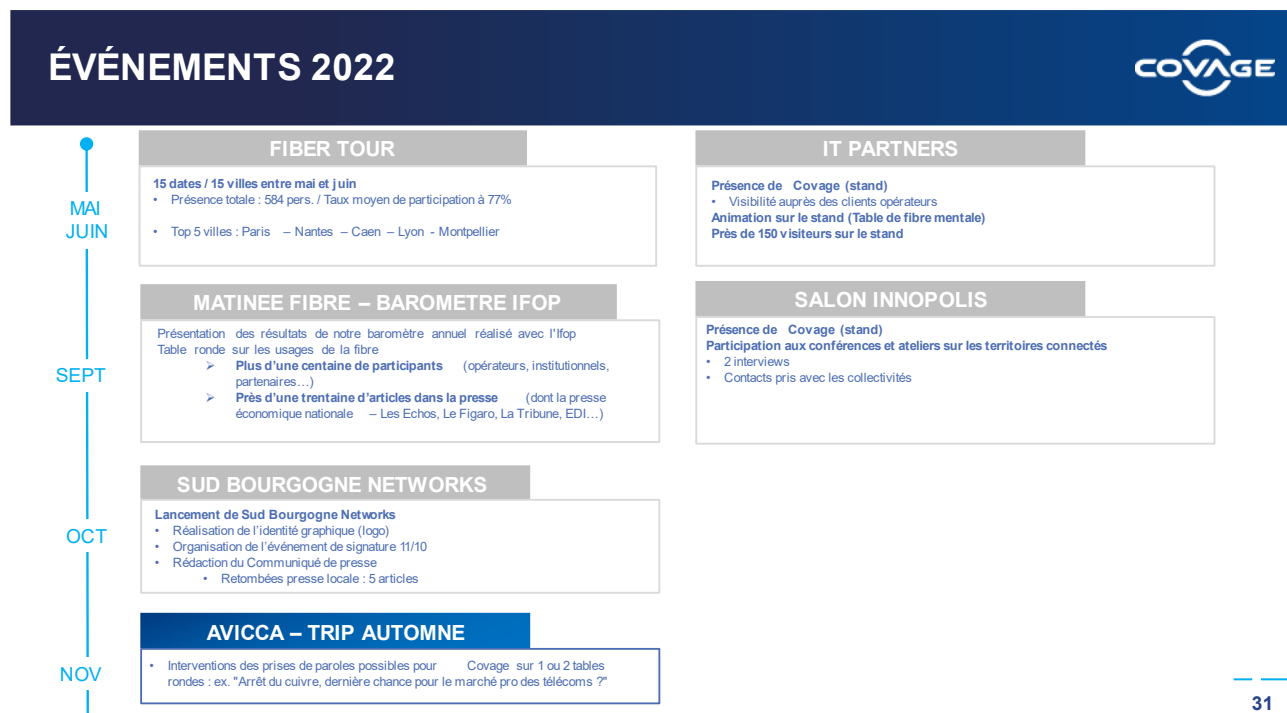 ÉVÉNEMENTS 2022
COVAGE
MAI
JUIN
FIBER TOUR
15 dates / 15 villes entre mai et juin
• Présence totale : 584 pers. / Taux moyen de participation à 77%
• Top 5 villes : Paris – Nantes – Caen – Lyon - Montpellier
IT PARTNERS
Présence de Covage (stand)
• Visibilité auprès des clients opérateurs
Animation sur le stand (Table de fibre mentale)
Près de 150 visiteurs sur le stand
SEPT
MATINEE FIBRE – BAROMETRE IFOP
Présentation des résultats de notre baromètre annuel réalisé avec l'Ifop
Table ronde sur les usages de la fibre
➢ Plus d’une centaine de participants (opérateurs, institutionnels,
partenaires…)
➢ Près d’une trentaine d’articles dans la presse (dont la presse
économique nationale – Les Echos, Le Figaro, La Tribune, EDI…)
SALON INNOPOLIS
Présence de Covage (stand)
Participation aux conférences et ateliers sur les territoires connectés
• 2 interviews
• Contacts pris avec les collectivités
OCT
SUD BOURGOGNE NETWORKS
Lancement de Sud Bourgogne Networks
• Réalisation de l’identité graphique (logo)
• Organisation de l’événement de signature 11/10
• Rédaction du Communiqué de presse
• Retombées presse locale : 5 articles
NOV
AVICCA – TRIP AUTOMNE
• Interventions des prises de paroles possibles pour Covage sur 1 ou 2 tables
rondes : ex. "Arrêt du cuivre, dernière chance pour le marché pro des télécoms ?"
31